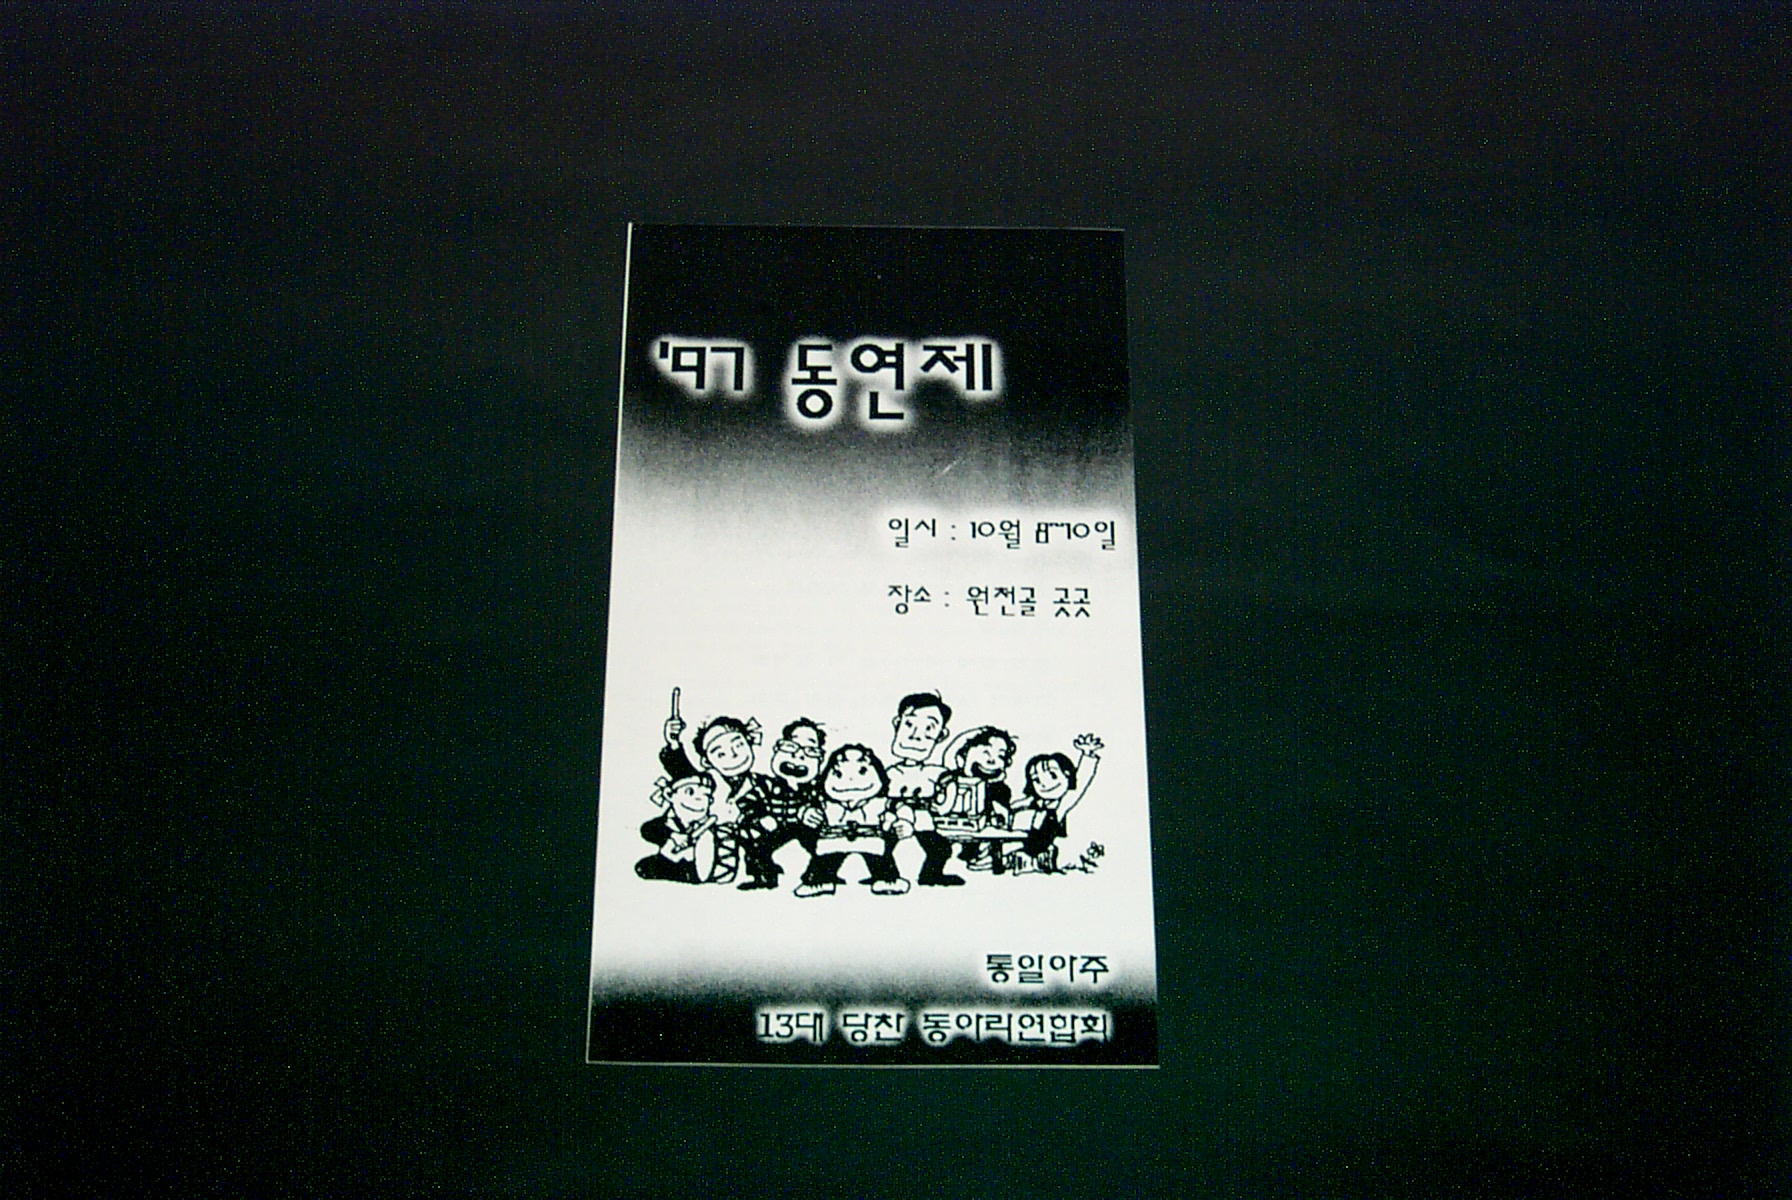 '97 동연제
일시 : 10월 8~10일
장소 : 원천골 곳곳
통일아주
13대 당찬 동아리연합회